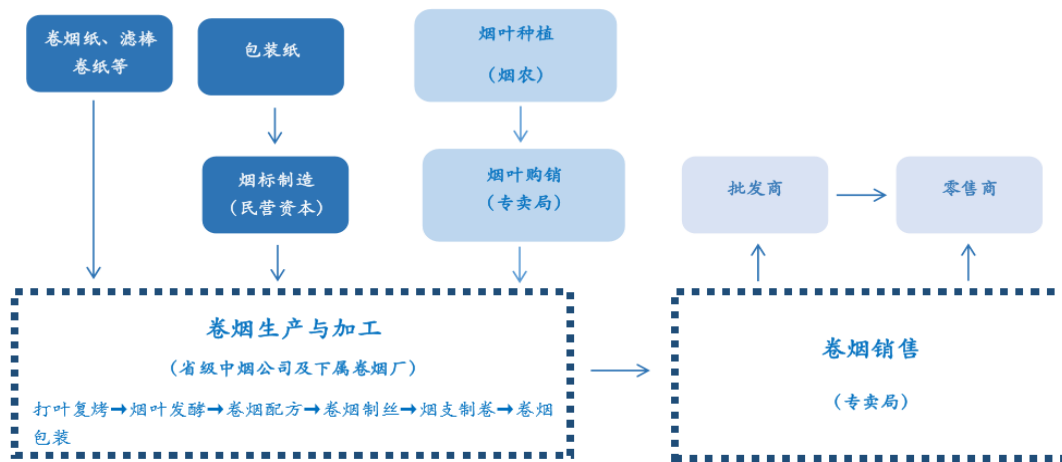 卷烟纸、滤棒
卷纸等
包装纸
烟叶种植
（烟农）
烟标制造
（民营资本）
烟叶购销
（专卖局）
批发商
零售商
卷烟生产与加工
（省级中烟公司及下属卷烟厂）
打叶复烤→烟叶发酵→卷烟配方→卷烟制丝→烟支制卷→卷烟
包装
卷烟销售
（专卖局）